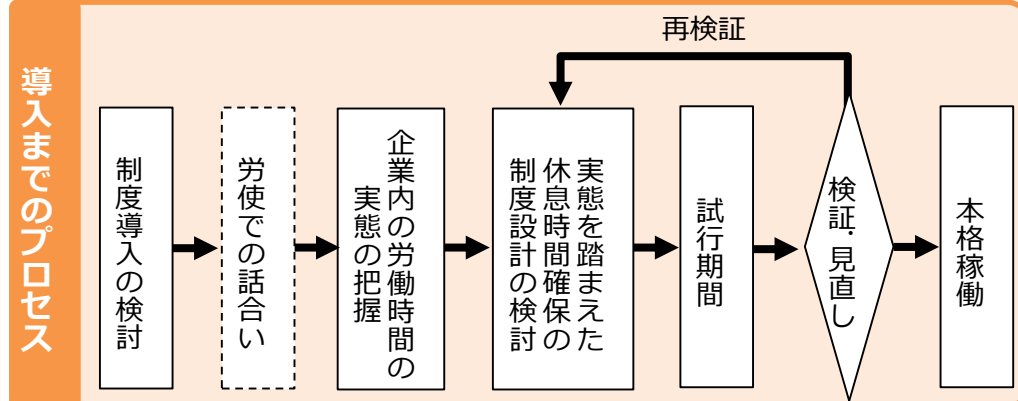 導入までのプロセス
再検証
制度導入の検討
労使での話合い
企業内の労働時間の
実態の把握
実態を踏まえた
休息時間確保の
制度設計の検討
試行期間
検証・見直し
本格稼働